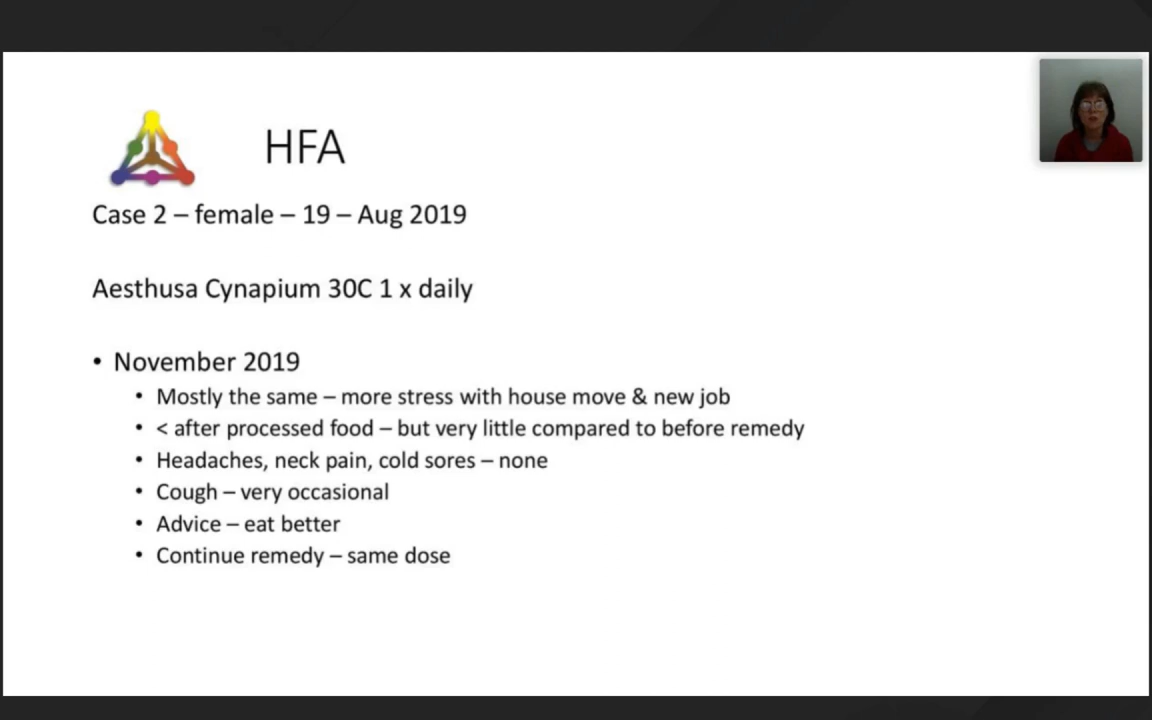 HFA
Case 2 – female – 19 – Aug 2019
Aesthusa Cynapium 30C 1 x daily
• November 2019
• Mostly the same – more stress with house move & new job
• < after processed food – but very little compared to before remedy
• Headaches, neck pain, cold sores – none
• Cough – very occasional
• Advice – eat better
• Continue remedy – same dose